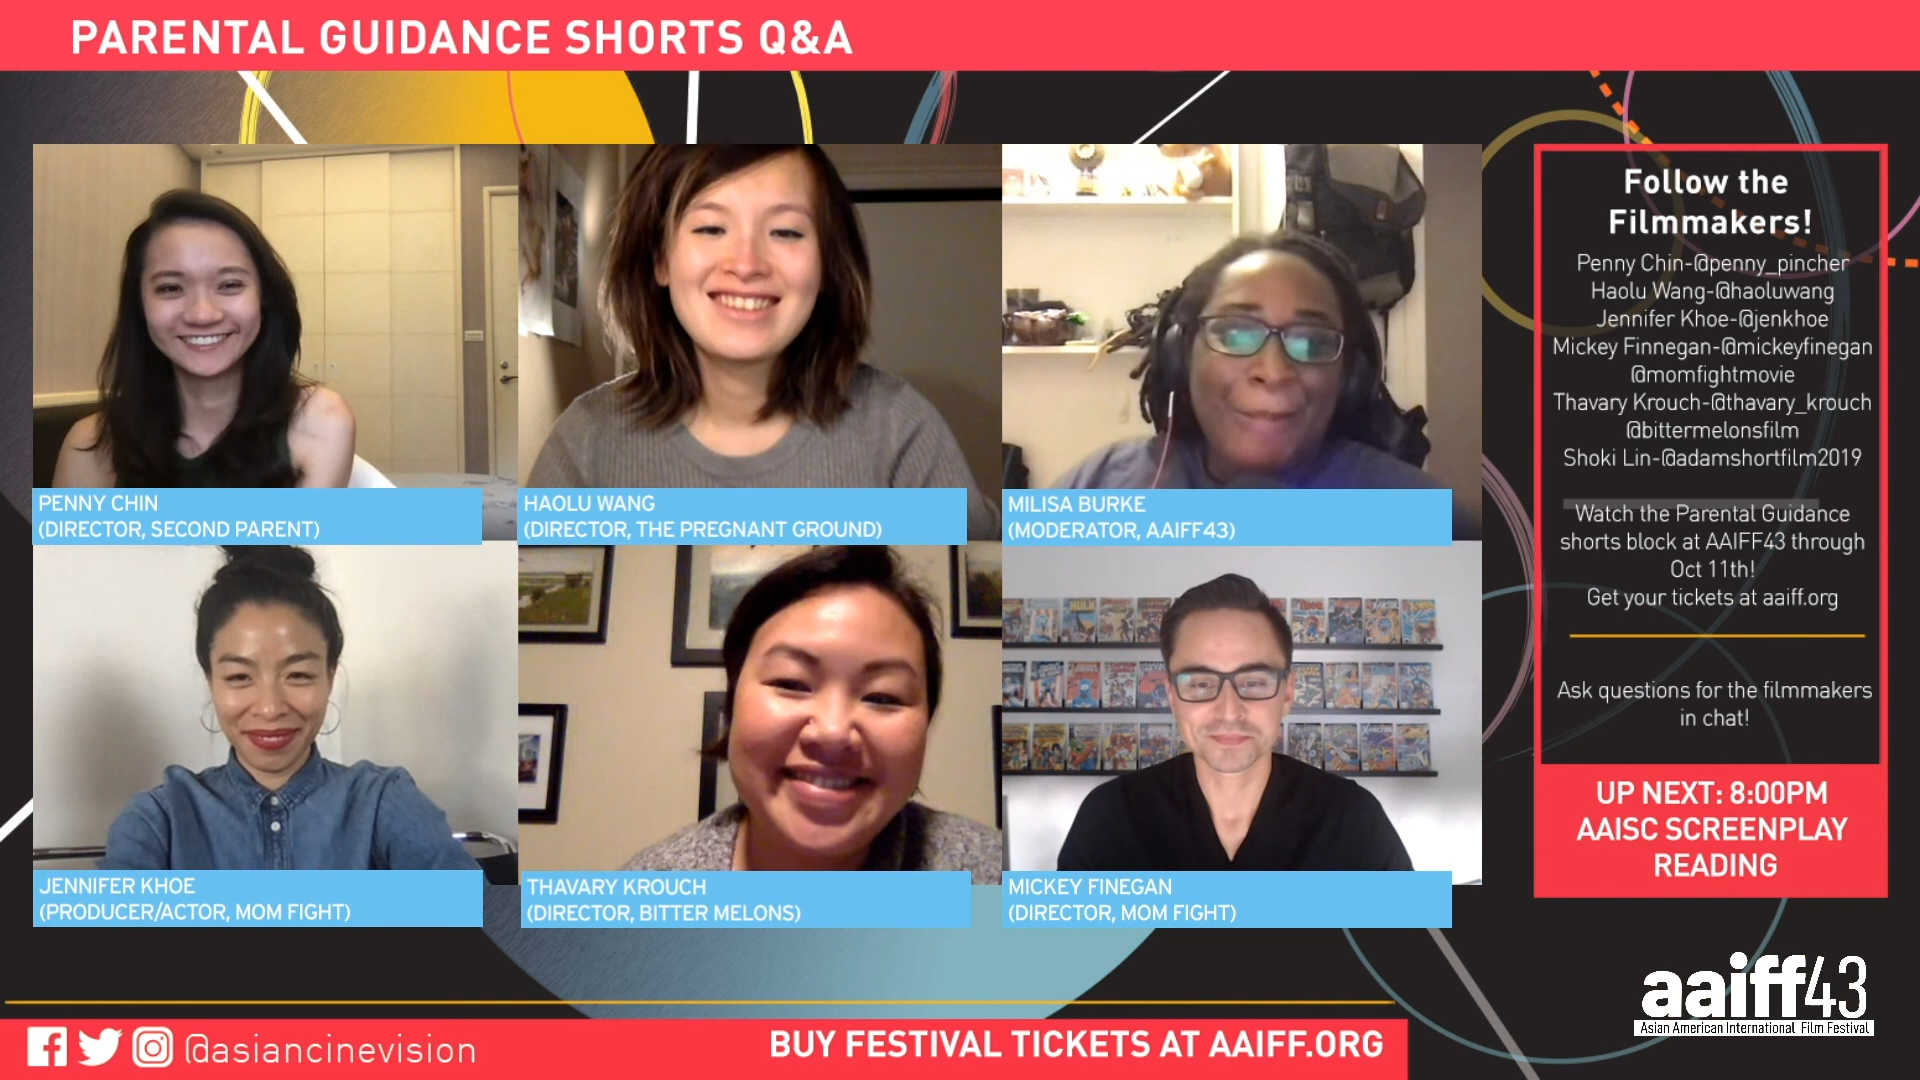 PARENTAL GUIDANCE SHORTS Q&A
PENNY CHIN
(DIRECTOR, SECOND PARENT)
HAOLU WANG
(DIRECTOR, THE PREGNANT GROUND)
MILISA BURKE
(MODERATOR, AAIFF43)
JENNIFER KHOE
(PRODUCER/ACTOR, MOM FIGHT)
THAVARY KROUCH
(DIRECTOR, BITTER MELONS)
MICKEY FINEGAN
(DIRECTOR, MOM FIGHT)
Follow the
Filmmakers!
Penny Chin-@penny_pincher
Haolu Wang-@haoluwang
Jennifer Khoe-@jenkhoe
Mickey Finnegan-@mickeyfinegan
@momfightmovie
Thavary Krouch-@thavary_krouch
@bittermelonsfilm
Shoki Lin-@adamshortfilm2019
Watch the Parental Guidance
shorts block at AAIFF43 through
Oct 11th!
Get your tickets at aaiff.org
Ask questions for the filmmakers
in chat!
UP NEXT: 8:00PM
AAISC SCREENPLAY
READING
aaiff43
Asian American International Film Festival
@asiancinevision
BUY FESTIVAL TICKETS AT AAIFF.ORG